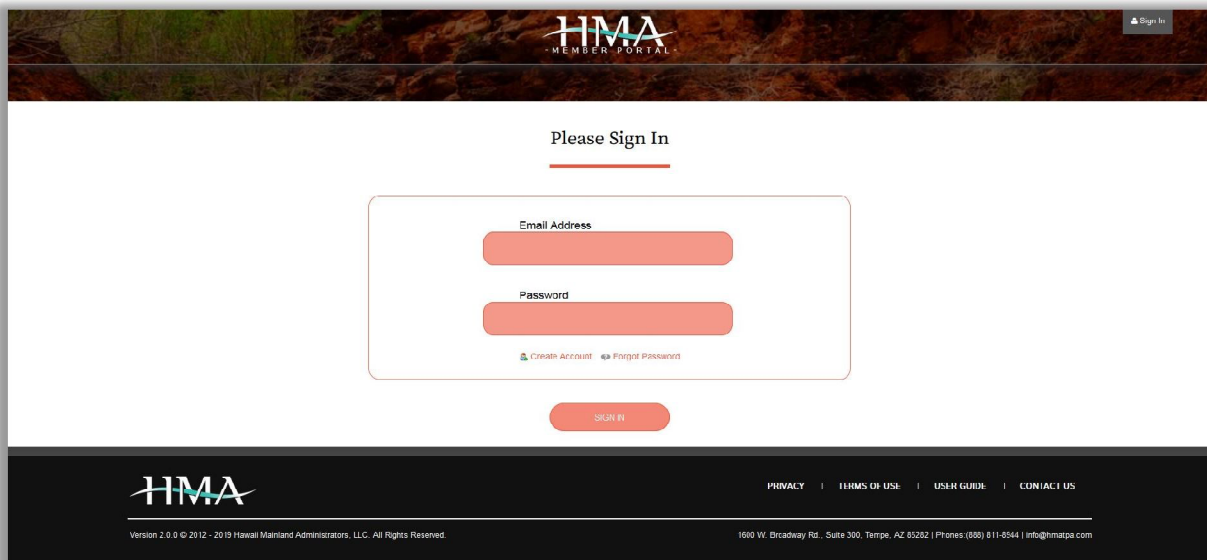 HMA
-MEMBER PORTAL-
Sign In
Please Sign In
Email Address
Password
Create Account Forgot Password
SIGN IN
HMA
PRIVACY | TERMS OF USE | USER GUIDE | CONTACT US
Version 2.0.0 © 2012 - 2019 Hawaii Mainland Administrators, LLC. All Rights Reserved.
1600 W. Broadway Rd., Suite 300, Tempe, AZ 85282 | Phones:(888) 811-8944 | info@hmatpa.com